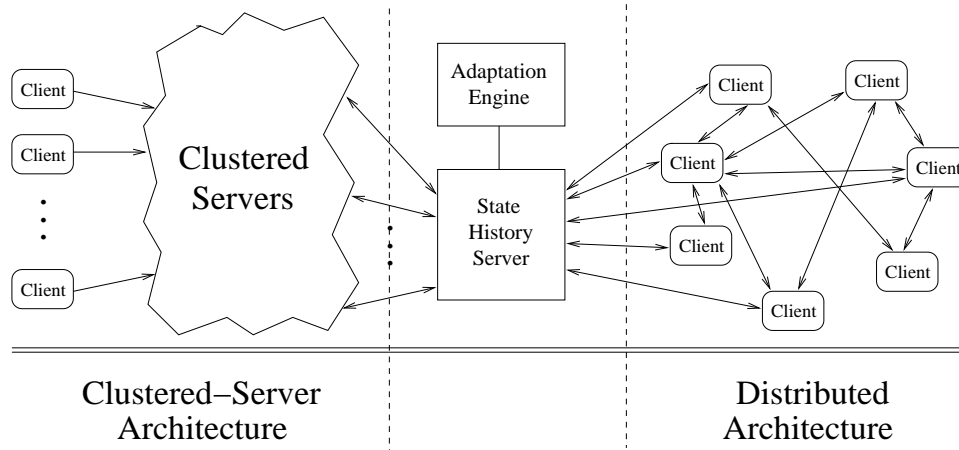 Client
Client
Client
Clustered
Servers
Adaptation
Engine
State
History
Server
Client
Client
Client
Client
Client
Client
Client
Clustered–Server
Architecture
Distributed
Architecture